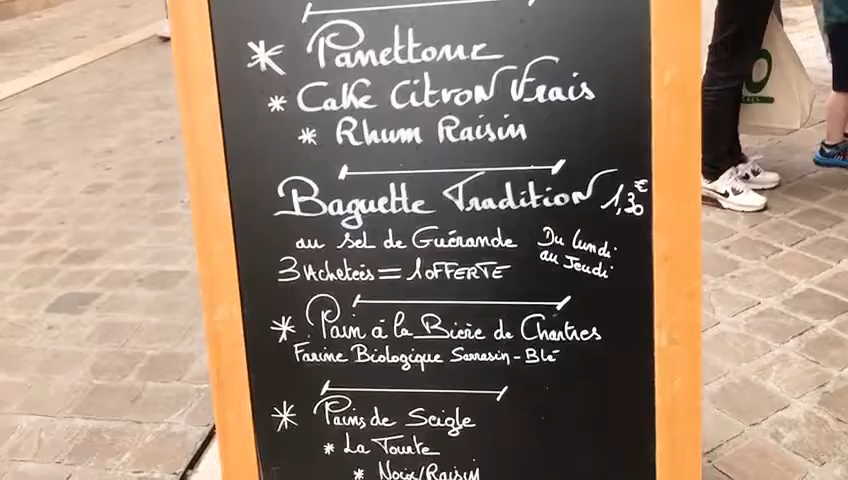 * Panettone
* Cake Citron Frais
* Rhum Raisin
Baguette Tradition 1,30€
au sel de Guérande
Du lundi
au Jeudi
3 Achetées = 1 OFFERTE
* Pain à la Bière de Chartres
Farine Biologique Sarrasin - Blé
* Pains de Seigle
* La Tourte
* Noix/Raisin